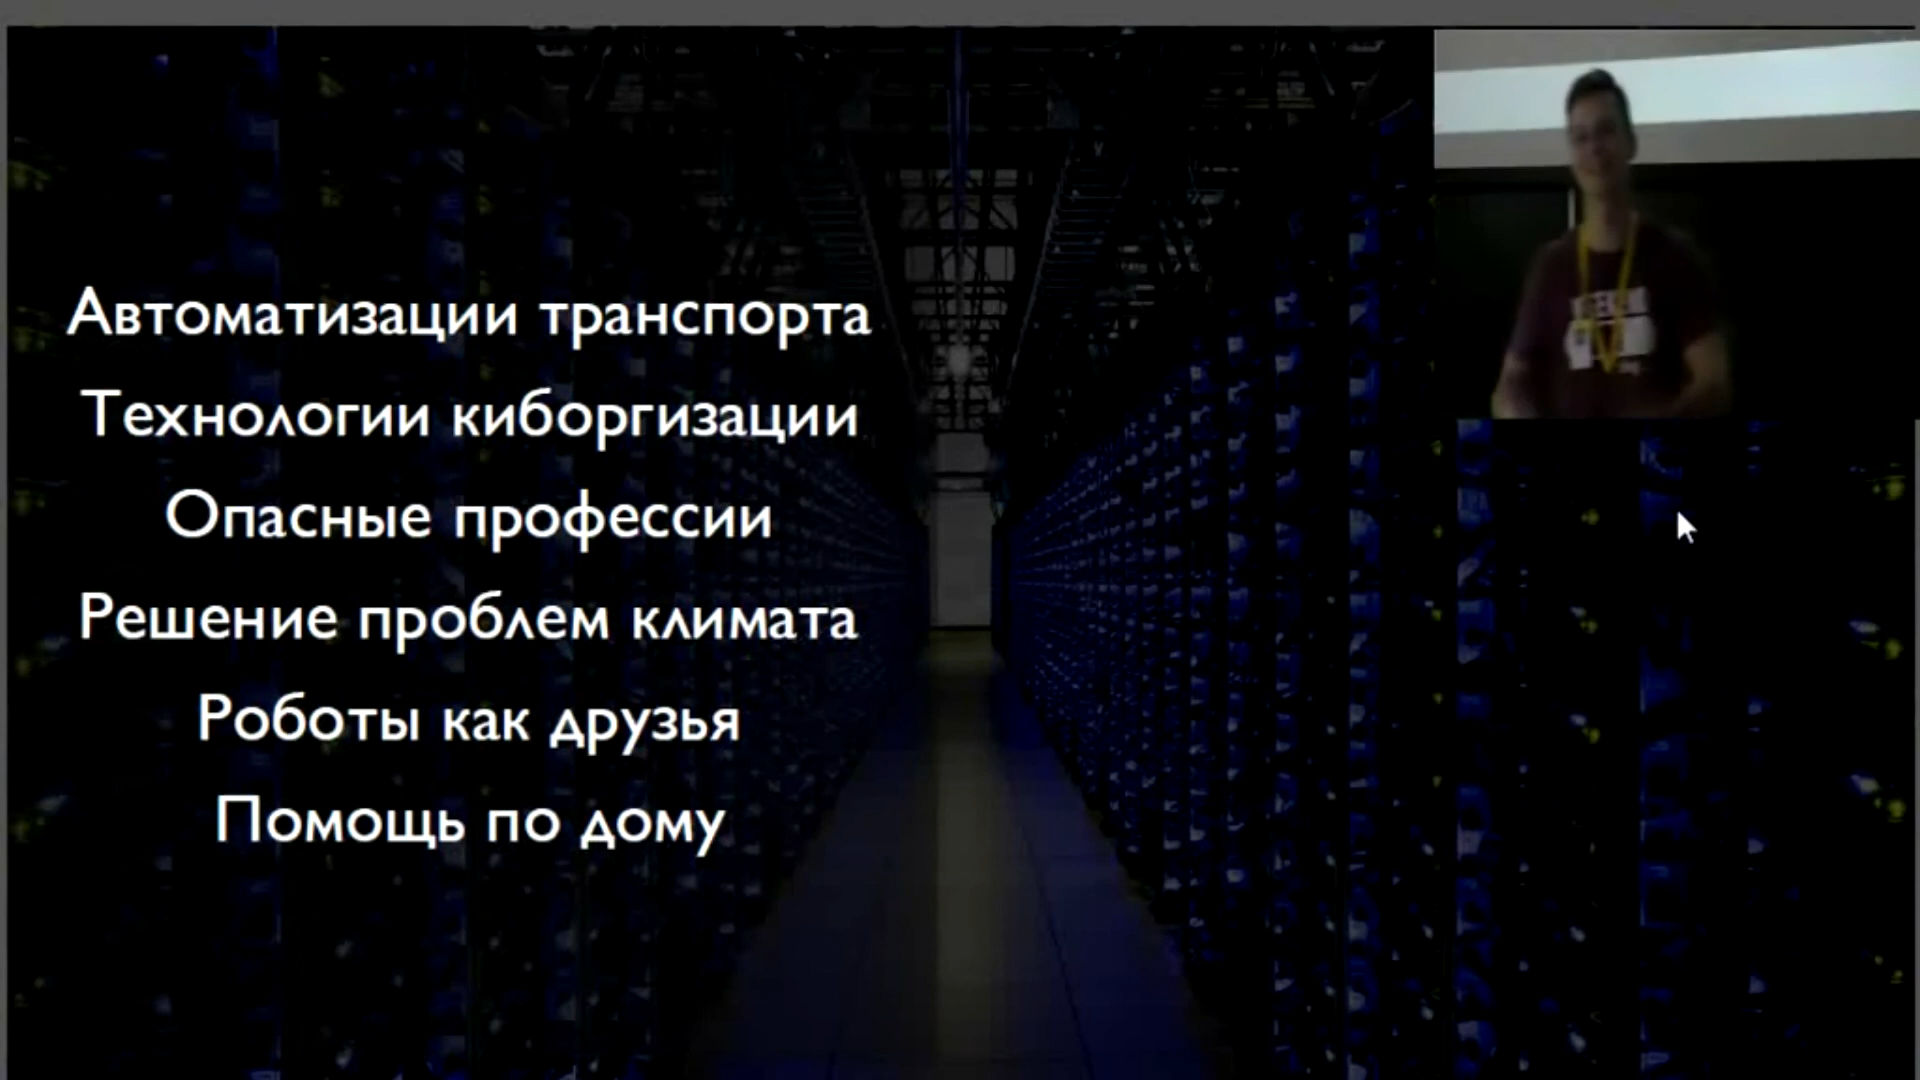 Автоматизации транспорта
Технологии киборгизации
Опасные профессии
Решение проблем климата
Роботы как друзья
Помощь по дому